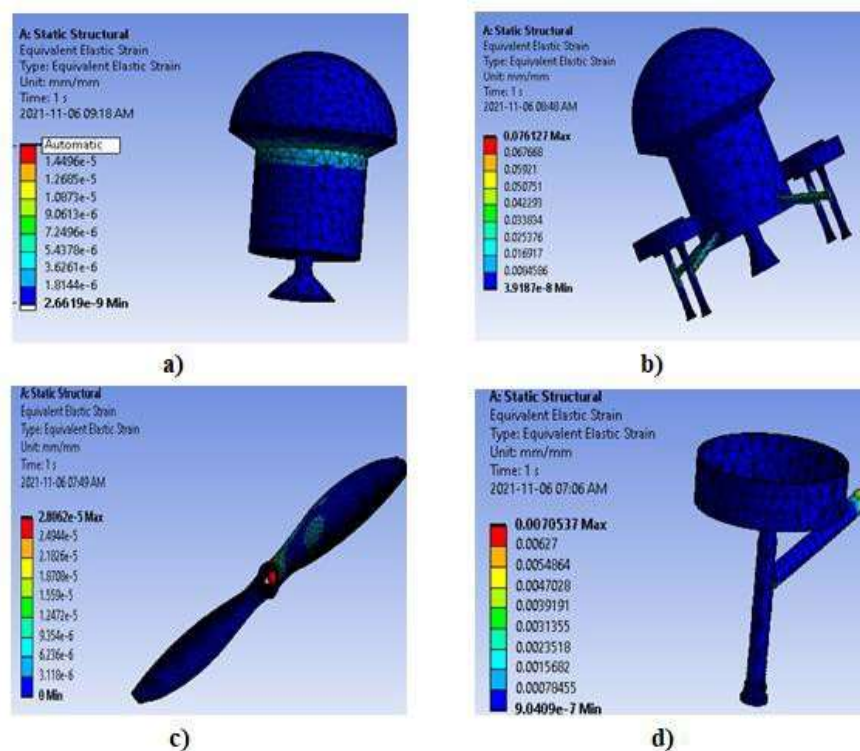 A: Static Structural
Equivalent Elastic Strain
Type: Equivalent Elastic Strain
Unit: mm/mm
Time: 1 s
2021-11-06 09:18 AM
Automatic
1.4496e-5
1.2685e-5
1.0873e-5
9.0613e-6
7.2496e-6
5.4378e-6
3.6261e-6
1.8144e-6
2.6619e-9 Min
a)
A: Static Structural
Equivalent Elastic Strain
Type: Equivalent Elastic Strain
Unit: mm/mm
Time: 1 s
2021-11-06 08:48 AM
0.076127 Max
0.067668
0.05921
0.050751
0.042293
0.033834
0.025376
0.016917
0.0084586
3.9187e-8 Min
b)
A: Static Structural
Equivalent Elastic Strain
Type: Equivalent Elastic Strain
Unit: mm/mm
Time: 1 s
2021-11-06 07:49 AM
2.8062e-5 Max
2.4944e-5
2.1826e-5
1.8708e-5
1.559e-5
1.2472e-5
9.354e-6
6.236e-6
3.118e-6
0 Min
c)
A: Static Structural
Equivalent Elastic Strain
Type: Equivalent Elastic Strain
Unit: mm/mm
Time: 1 s
2021-11-06 07:06 AM
0.0070537 Max
0.00627
0.0054864
0.0047028
0.0039191
0.0031355
0.0023518
0.0015682
0.00078455
9.0409e-7 Min
d)